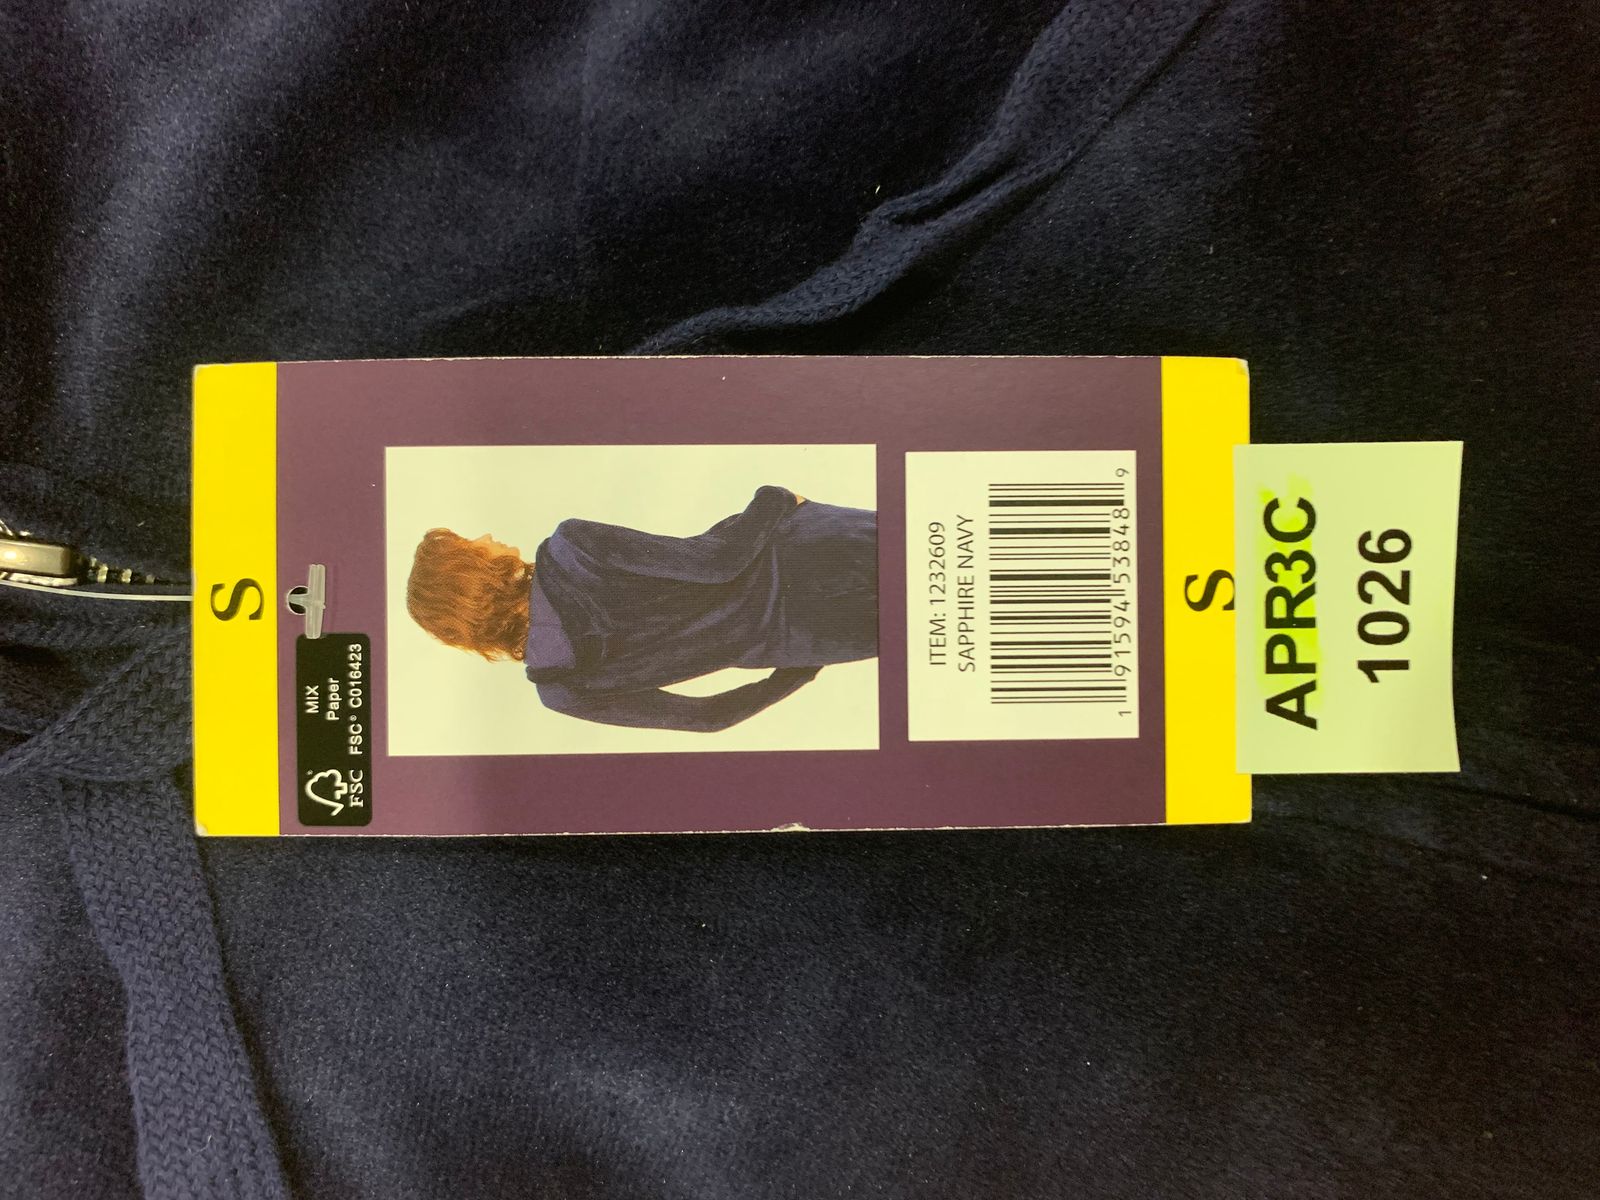 S
MIX
Paper
FSC® C016423
FSC
ITEM: 1232609
SAPPHIRE NAVY
1 91594 53848 9
S
APR3C
1026